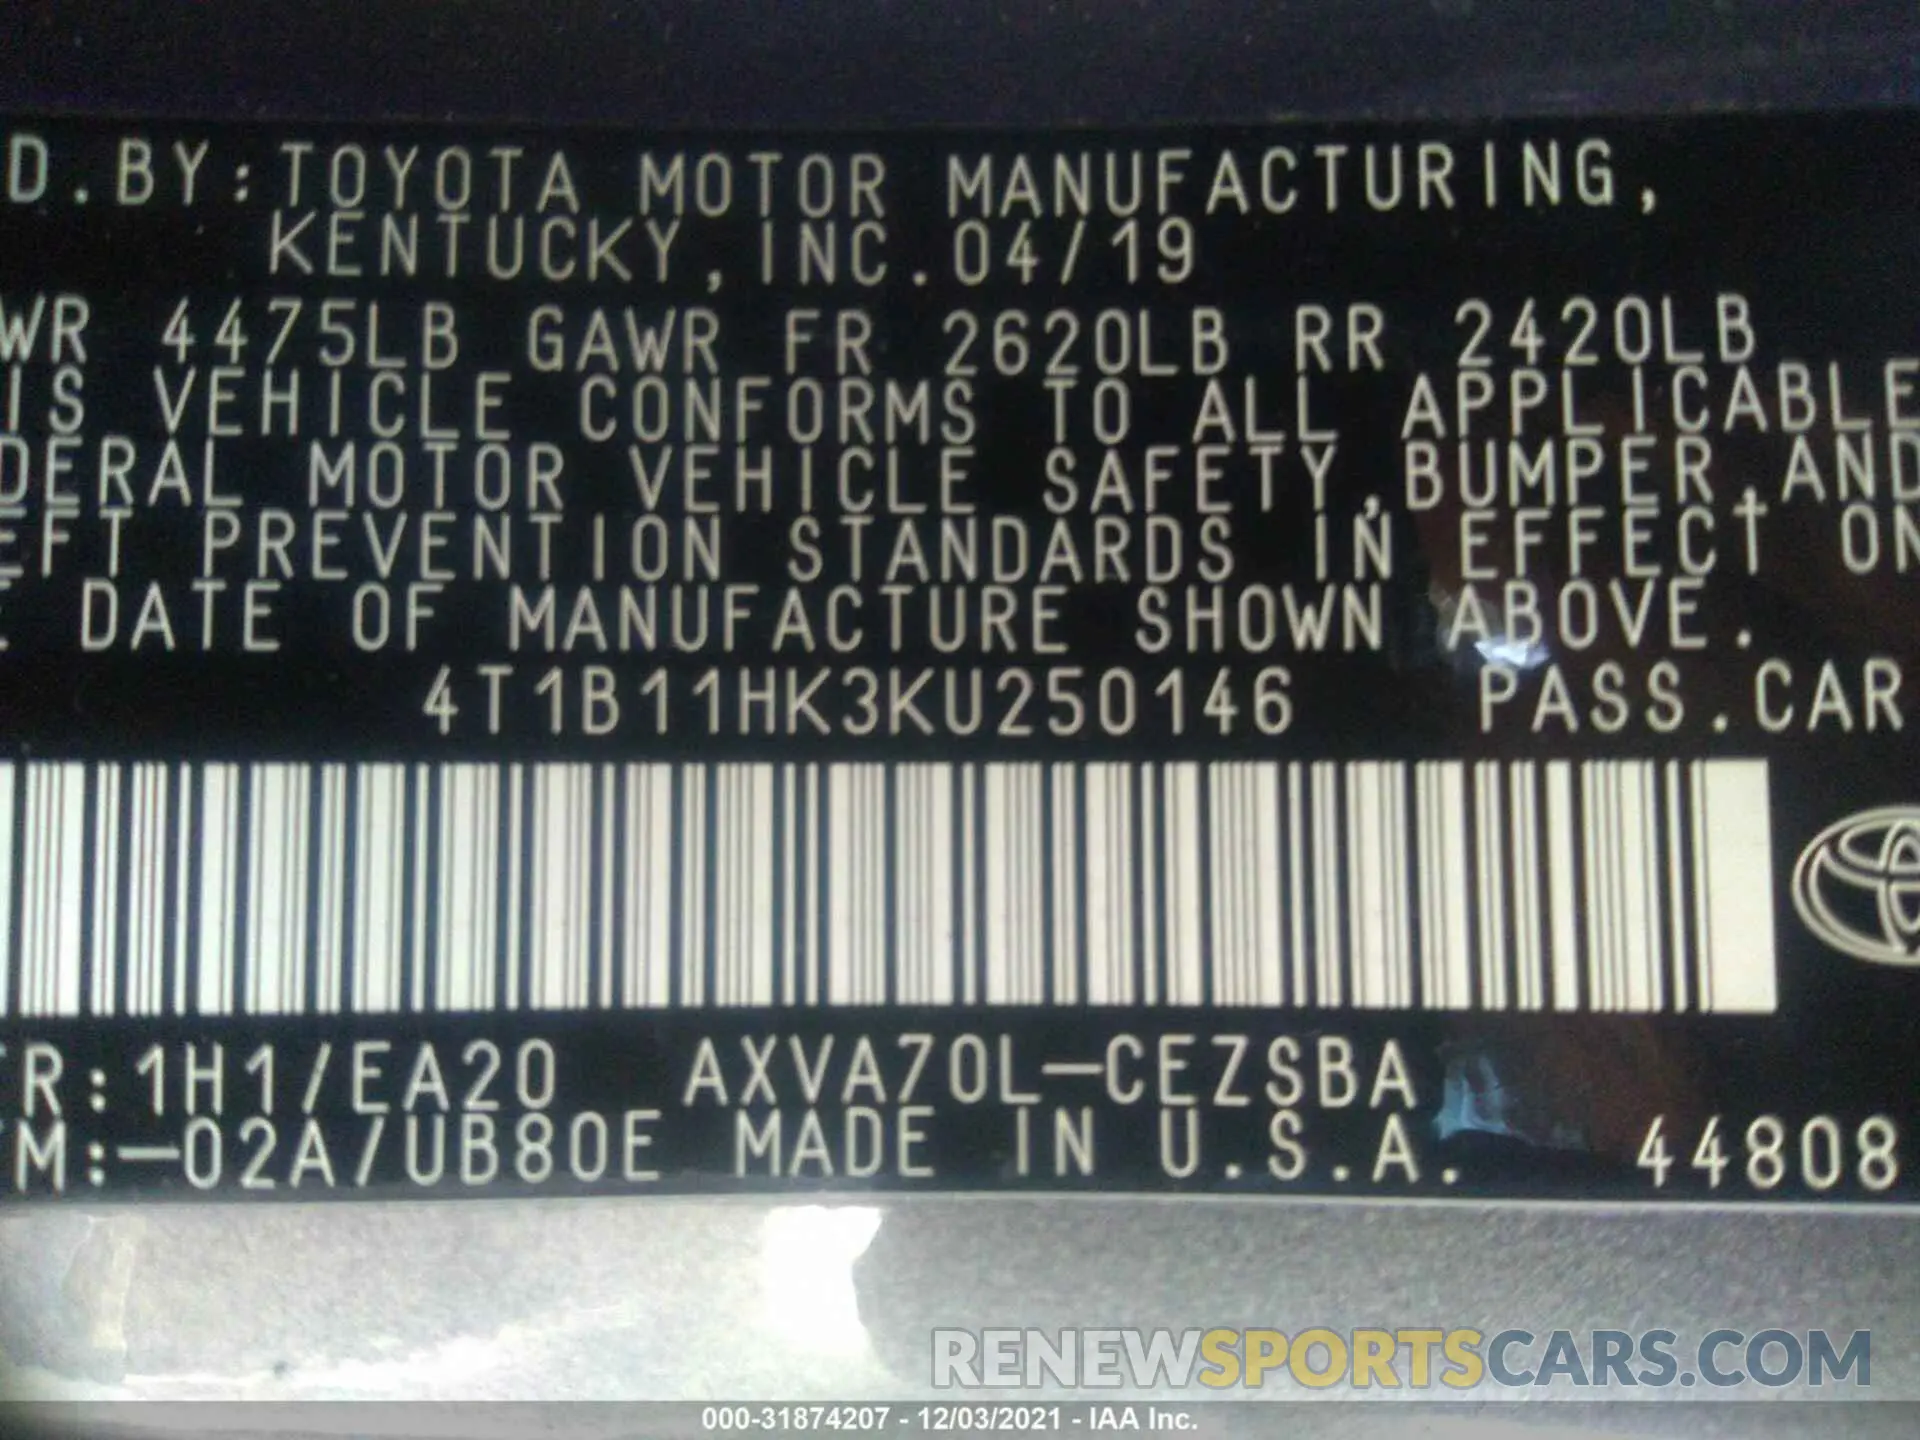 D.BY:TOYOTA MOTOR MANUFACTURING,
KENTUCKY,INC.04/19
WR 4475LB GAWR FR 2620LB RR 2420LB
IS VEHICLE CONFORMS TO ALL APPLICABLE
DERAL MOTOR VEHICLE SAFETY,BUMPER,AND
EFT PREVENTION STANDARDS IN EFFECT ON
E DATE OF MANUFACTURE SHOWN ABOVE.
4T1B11HK3KU250146 PASS.CAR
R:1H1/EA20 AXVA70L-CEZSBA
M:-02A/UB80E MADE IN U.S.A. 44808
RENEWSPORTSCARS.COM
000-31874207 - 12/03/2021 - IAA Inc.